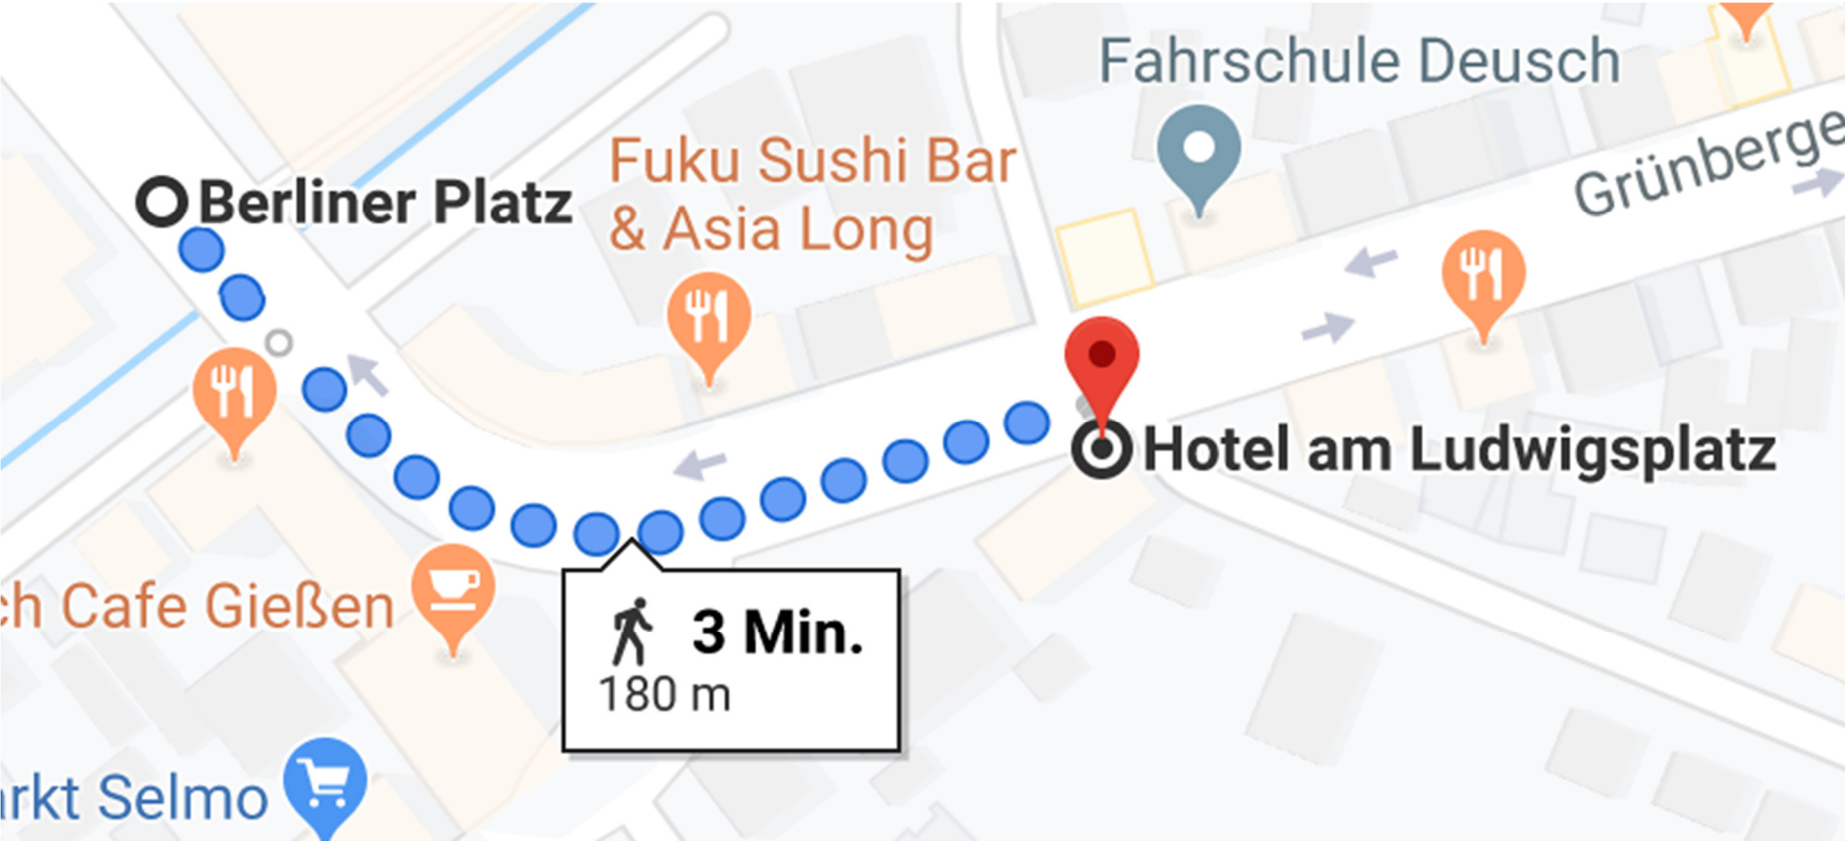 Fahrschule Deusch
Grünberge
Fuku Sushi Bar
& Asia Long
Berliner Platz
Hotel am Ludwigsplatz
ch Cafe Gießen
3 Min.
180 m
arkt Selmo